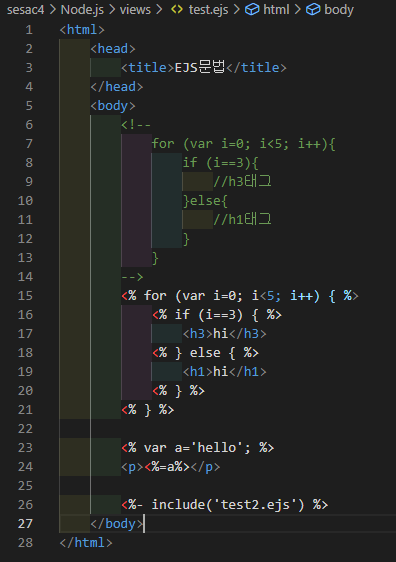 sesac4 > Node.js > views > <> test.ejs > html > body
1 <html>
2 <head>
3 <title>EJS문법</title>
4 </head>
5 <body>
6 <!--
7 for (var i=0; i<5; i++){
8 if (i==3){
9 //h3태그
10 }else{
11 //h1태그
12 }
13 }
14 -->
15 <% for (var i=0; i<5; i++) { %>
16 <% if (i==3) { %>
17 <h3>hi</h3>
18 <% } else { %>
19 <h1>hi</h1>
20 <% } %>
21 <% } %>
22
23 <% var a='hello'; %>
24 <p><%=a%></p>
25
26 <%- include('test2.ejs') %>
27 </body>
28 </html>